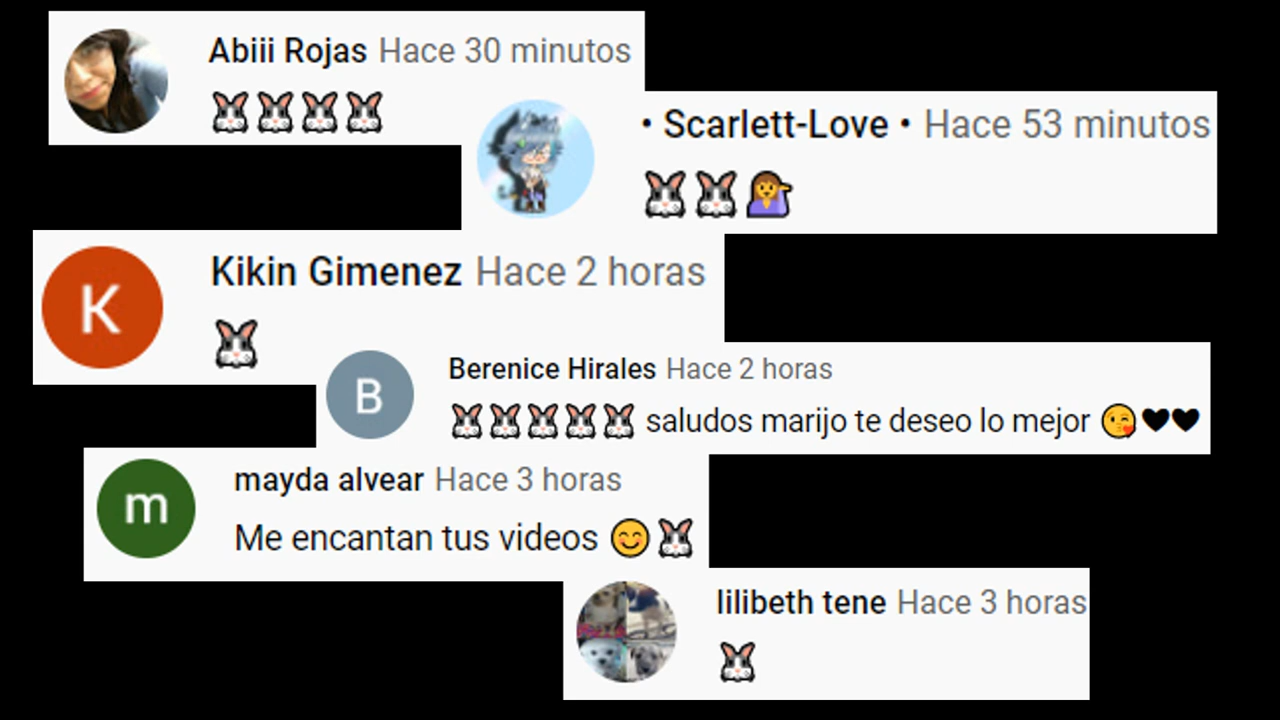 Abiii Rojas Hace 30 minutos
🐰🐰🐰🐰
• Scarlett-Love • Hace 53 minutos
🐰🐰💁‍♀️
K
Kikin Gimenez Hace 2 horas
🐰
B
Berenice Hirales Hace 2 horas
🐰🐰🐰🐰🐰 saludos marijo te deseo lo mejor 😘🖤🖤
m
mayda alvear Hace 3 horas
Me encantan tus videos 😊🐰
lilibeth tene Hace 3 horas
🐰